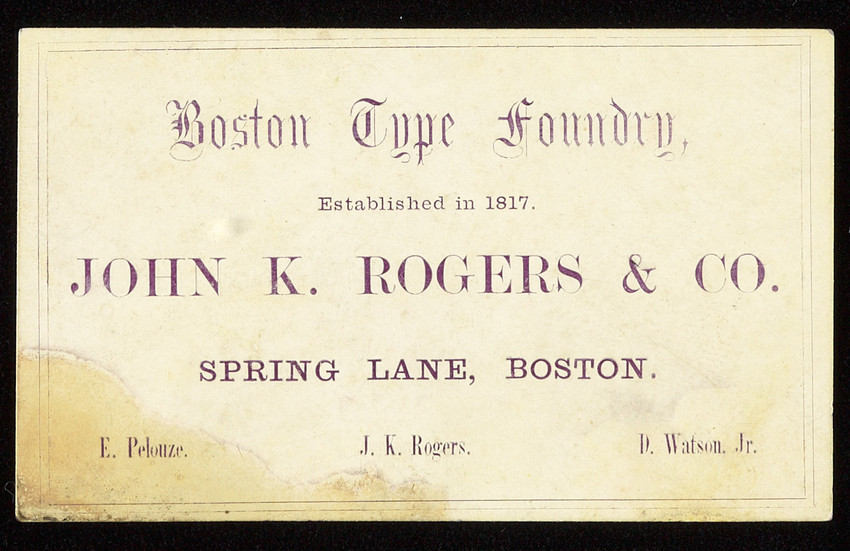 Boston Type Foundry,
Established in 1817.
JOHN K. ROGERS & CO.
SPRING LANE, BOSTON.
E. Pelouze. J. K. Rogers. D. Watson. Jr.